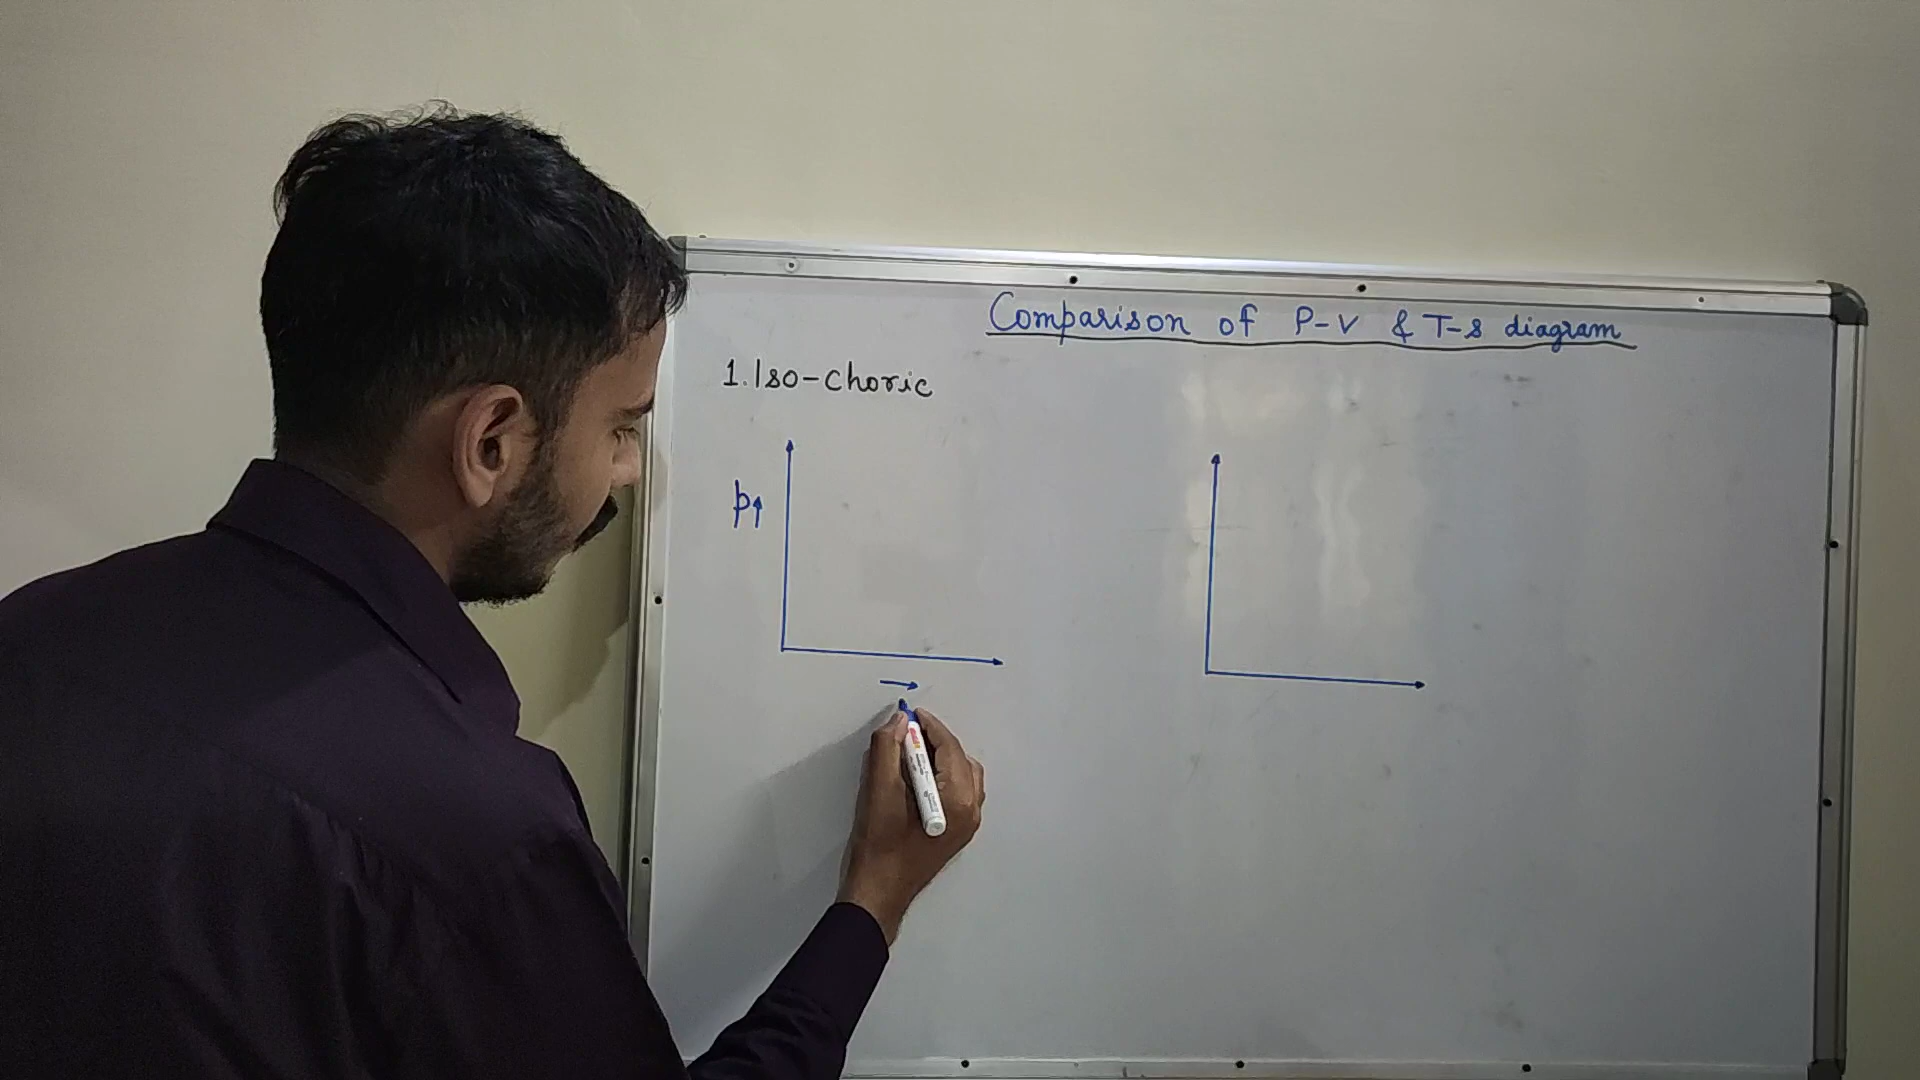 Comparison of P-V & T-s diagram
1. Iso-choric
p↑
→